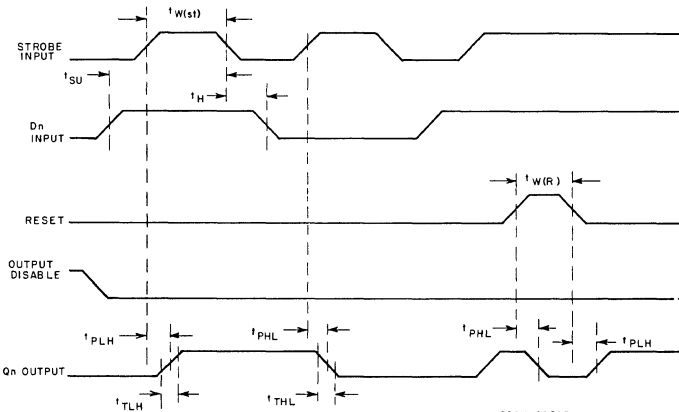 tW(st)
STROBE
INPUT
tSU
tH
Dn
INPUT
tW(R)
RESET
OUTPUT
DISABLE
tPLH
tPHL
tPHL
tPLH
Qn OUTPUT
tTLH
tTHL